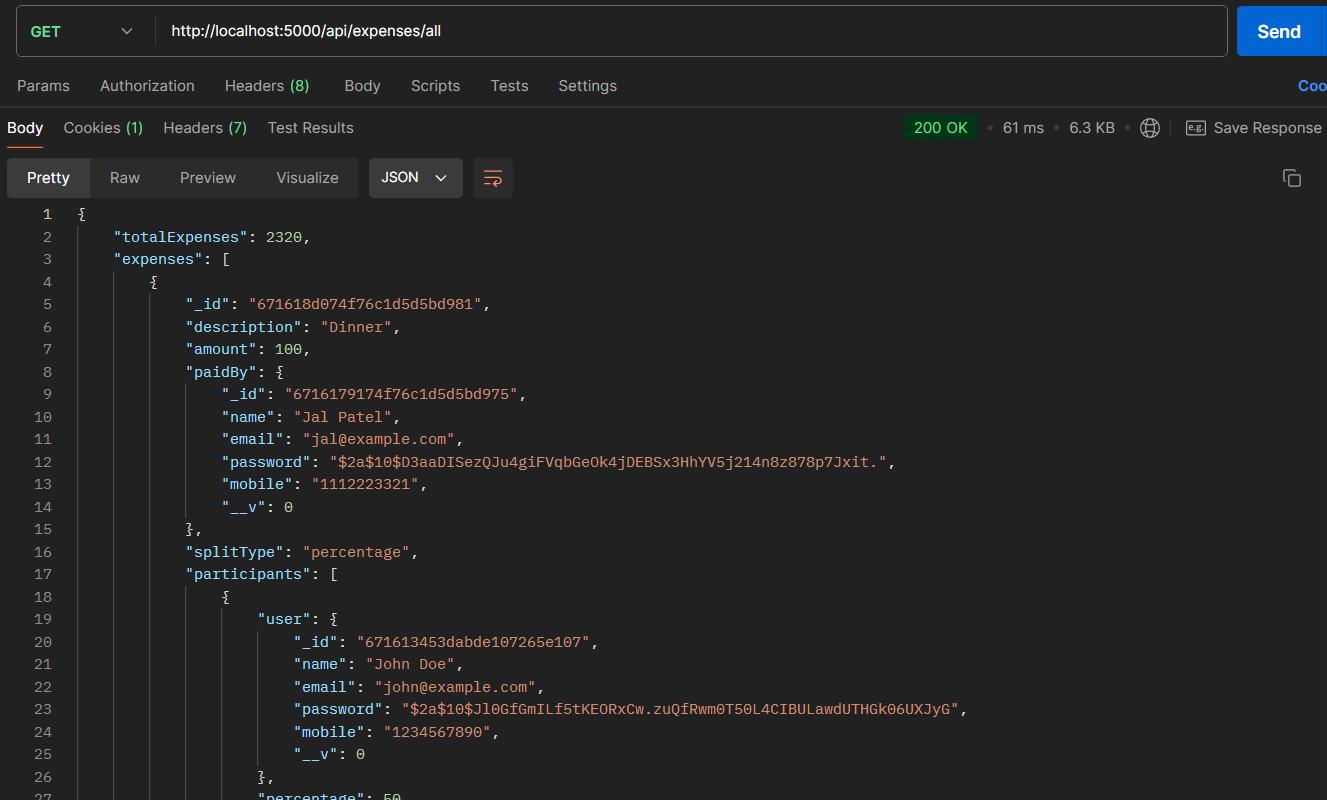 GET http://localhost:5000/api/expenses/all Send
Params Authorization Headers (8) Body Scripts Tests Settings Coo
Body Cookies (1) Headers (7) Test Results 200 OK • 61 ms • 6.3 KB • e.g. Save Response
Pretty Raw Preview Visualize JSON
1 {
2 "totalExpenses": 2320,
3 "expenses": [
4 {
5 "_id": "671618d074f76c1d5d5bd981",
6 "description": "Dinner",
7 "amount": 100,
8 "paidBy": {
9 "_id": "6716179174f76c1d5d5bd975",
10 "name": "Jal Patel",
11 "email": "jal@example.com",
12 "password": "$2a$10$D3aaDISezQJu4giFVqbGeOk4jDEBSx3HhYV5j214n8z878p7Jxit.",
13 "mobile": "1112223321",
14 "__v": 0
15 },
16 "splitType": "percentage",
17 "participants": [
18 {
19 "user": {
20 "_id": "671613453dabde107265e107",
21 "name": "John Doe",
22 "email": "john@example.com",
23 "password": "$2a$10$Jl0GfGmILf5tKEORxCw.zuQfRwm0T50L4CIBULawdUTHGk06UXJyG",
24 "mobile": "1234567890",
25 "__v": 0
26 },
27 "percentage": 50